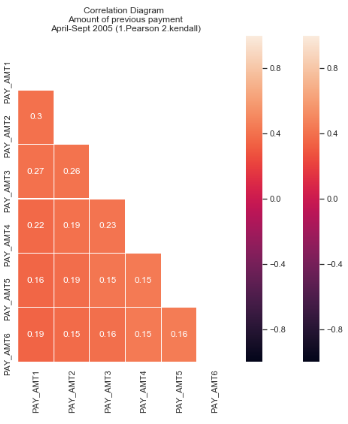 Correlation Diagram
Amount of previous payment
April-Sept 2005 (1.Pearson 2.kendall)
PAY_AMT1
PAY_AMT2
0.3
PAY_AMT3
0.27 0.26
PAY_AMT4
0.22 0.19 0.23
PAY_AMT5
0.16 0.19 0.15 0.15
PAY_AMT6
0.19 0.15 0.16 0.15 0.16
PAY_AMT1 PAY_AMT2 PAY_AMT3 PAY_AMT4 PAY_AMT5 PAY_AMT6
0.8
0.4
0.0
−0.4
−0.8
0.8
0.4
0.0
−0.4
−0.8